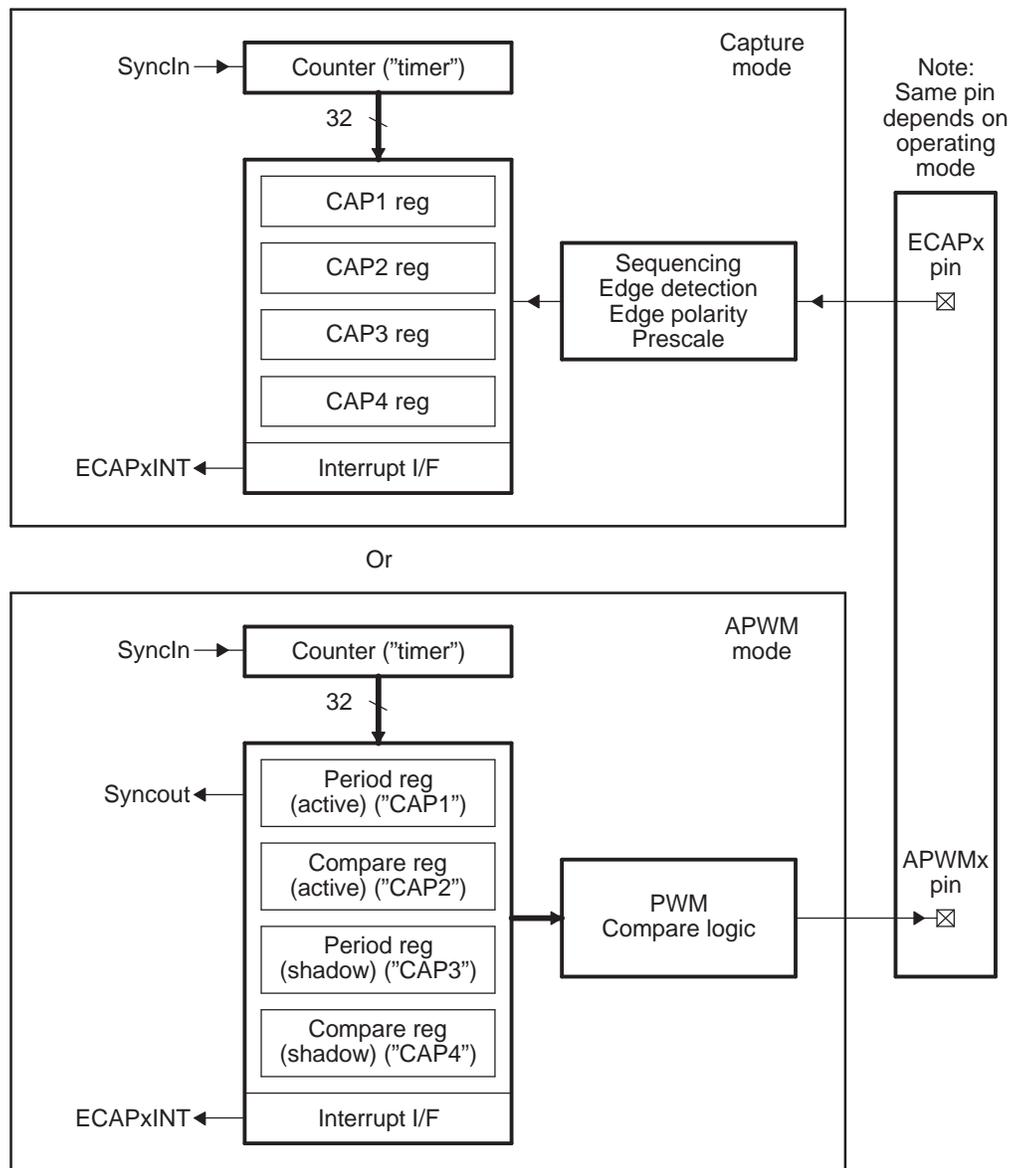 Capture
mode
SyncIn
Counter (”timer”)
32
CAP1 reg
CAP2 reg
CAP3 reg
CAP4 reg
Interrupt I/F
ECAPxINT
Sequencing
Edge detection
Edge polarity
Prescale
Note:
Same pin
depends on
operating
mode
ECAPx
pin
Or
APWM
mode
SyncIn
Counter (”timer”)
32
Syncout
Period reg
(active) (”CAP1”)
Compare reg
(active) (”CAP2”)
Period reg
(shadow) (”CAP3”)
Compare reg
(shadow) (”CAP4”)
Interrupt I/F
ECAPxINT
PWM
Compare logic
APWMx
pin